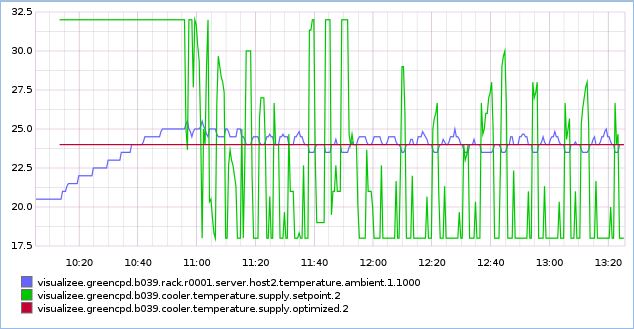 32.5
30.0
27.5
25.0
22.5
20.0
17.5
10:20 10:40 11:00 11:20 11:40 12:00 12:20 12:40 13:00 13:20
visualizee.greencpd.b039.rack.r0001.server.host2.temperature.ambient.1.1000
visualizee.greencpd.b039.cooler.temperature.supply.setpoint.2
visualizee.greencpd.b039.cooler.temperature.supply.optimized.2